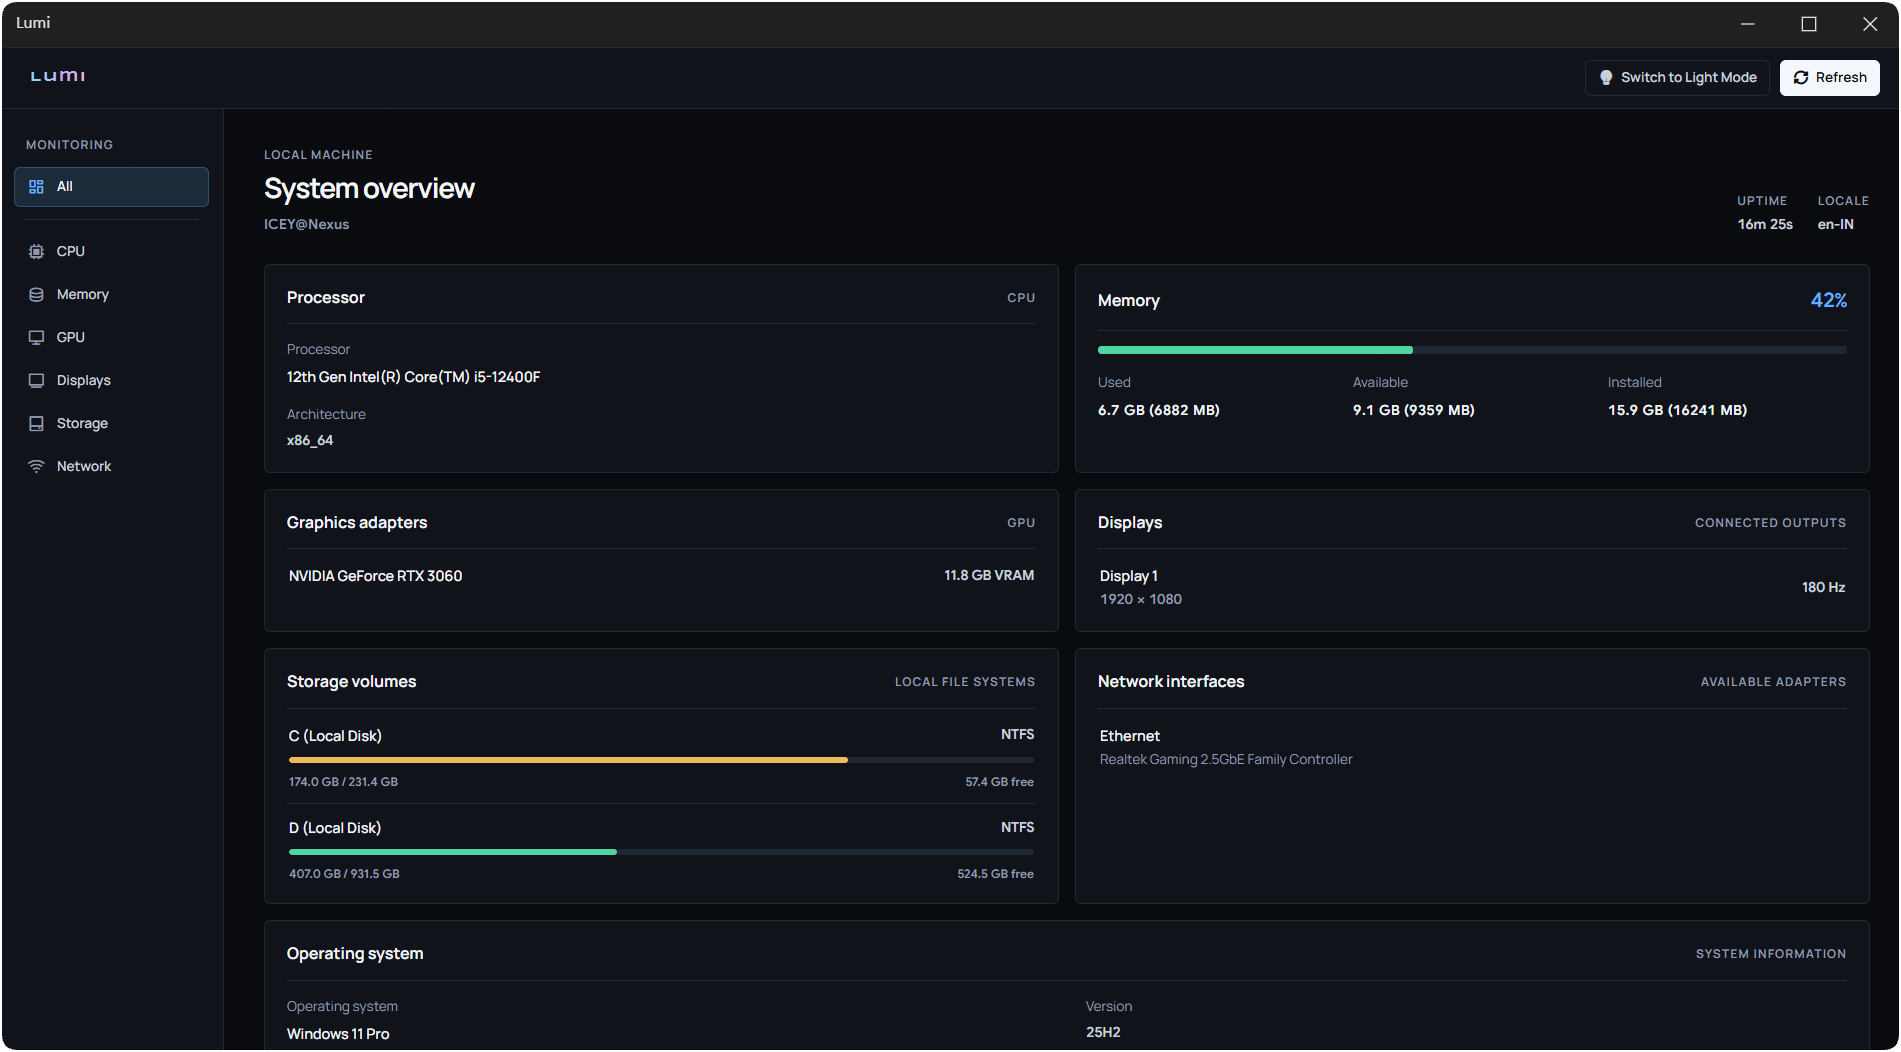 Lumi
Lumi
Switch to Light Mode
Refresh
MONITORING
All
CPU
Memory
GPU
Displays
Storage
Network
LOCAL MACHINE
System overview
ICEY@Nexus
UPTIME
16m 25s
LOCALE
en-IN
Processor
CPU
Processor
12th Gen Intel(R) Core(TM) i5-12400F
Architecture
x86_64
Memory
42%
Used
6.7 GB (6882 MB)
Available
9.1 GB (9359 MB)
Installed
15.9 GB (16241 MB)
Graphics adapters
GPU
NVIDIA GeForce RTX 3060
11.8 GB VRAM
Displays
CONNECTED OUTPUTS
Display 1
1920 × 1080
180 Hz
Storage volumes
LOCAL FILE SYSTEMS
C (Local Disk)
NTFS
174.0 GB / 231.4 GB
57.4 GB free
D (Local Disk)
NTFS
407.0 GB / 931.5 GB
524.5 GB free
Network interfaces
AVAILABLE ADAPTERS
Ethernet
Realtek Gaming 2.5GbE Family Controller
Operating system
SYSTEM INFORMATION
Operating system
Windows 11 Pro
Version
25H2